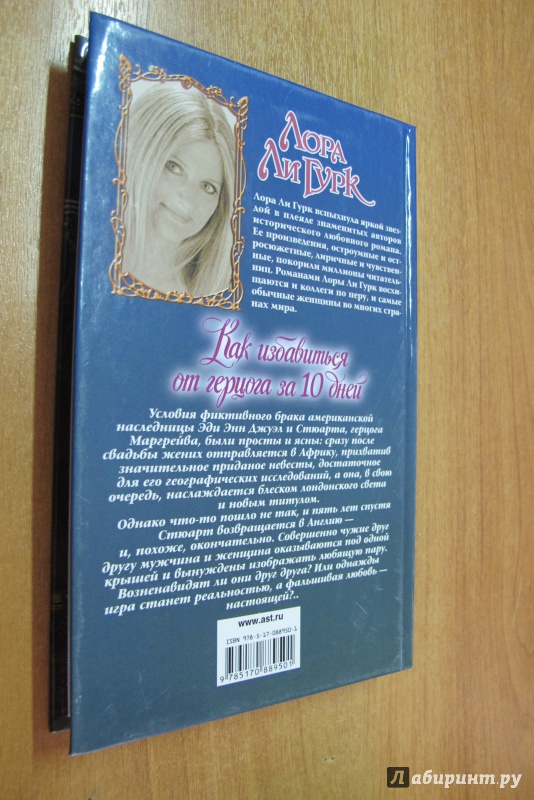 Лора
Ли Гурк
Лора Ли Гурк вспыхнула яркой звез-
дой в плеяде знаменитых авторов
исторического любовного романа.
Ее произведения, остроумные и ост-
росюжетные, лиричные и чувствен-
ные, покорили миллионы читатель-
ниц. Романами Лоры Ли Гурк восхи-
щаются и коллеги по перу, и самые
обычные женщины во многих стра-
нах мира.
Как избавиться
от герцога за 10 дней
Условия фиктивного брака американской
наследницы Эди Энн Джуэл и Стюарта, герцога
Маргрейва, были просты и ясны: сразу после
свадьбы жених отправляется в Африку, прихватив
значительное приданое невесты, достаточное
для его географических исследований, а она, в свою
очередь, наслаждается блеском лондонского света
и новым титулом.
Однако что-то пошло не так, и пять лет спустя
Стюарт возвращается в Англию —
и, похоже, окончательно. Совершенно чужие друг
другу мужчина и женщина оказываются под одной
крышей и вынуждены изображать любящую пару.
Возненавидят ли они друг друга? Или однажды
игра станет реальностью, а фальшивая любовь —
настоящей?..
www.ast.ru
ISBN 978-5-17-088950-1
9 785170 889501
Лабиринт.ру